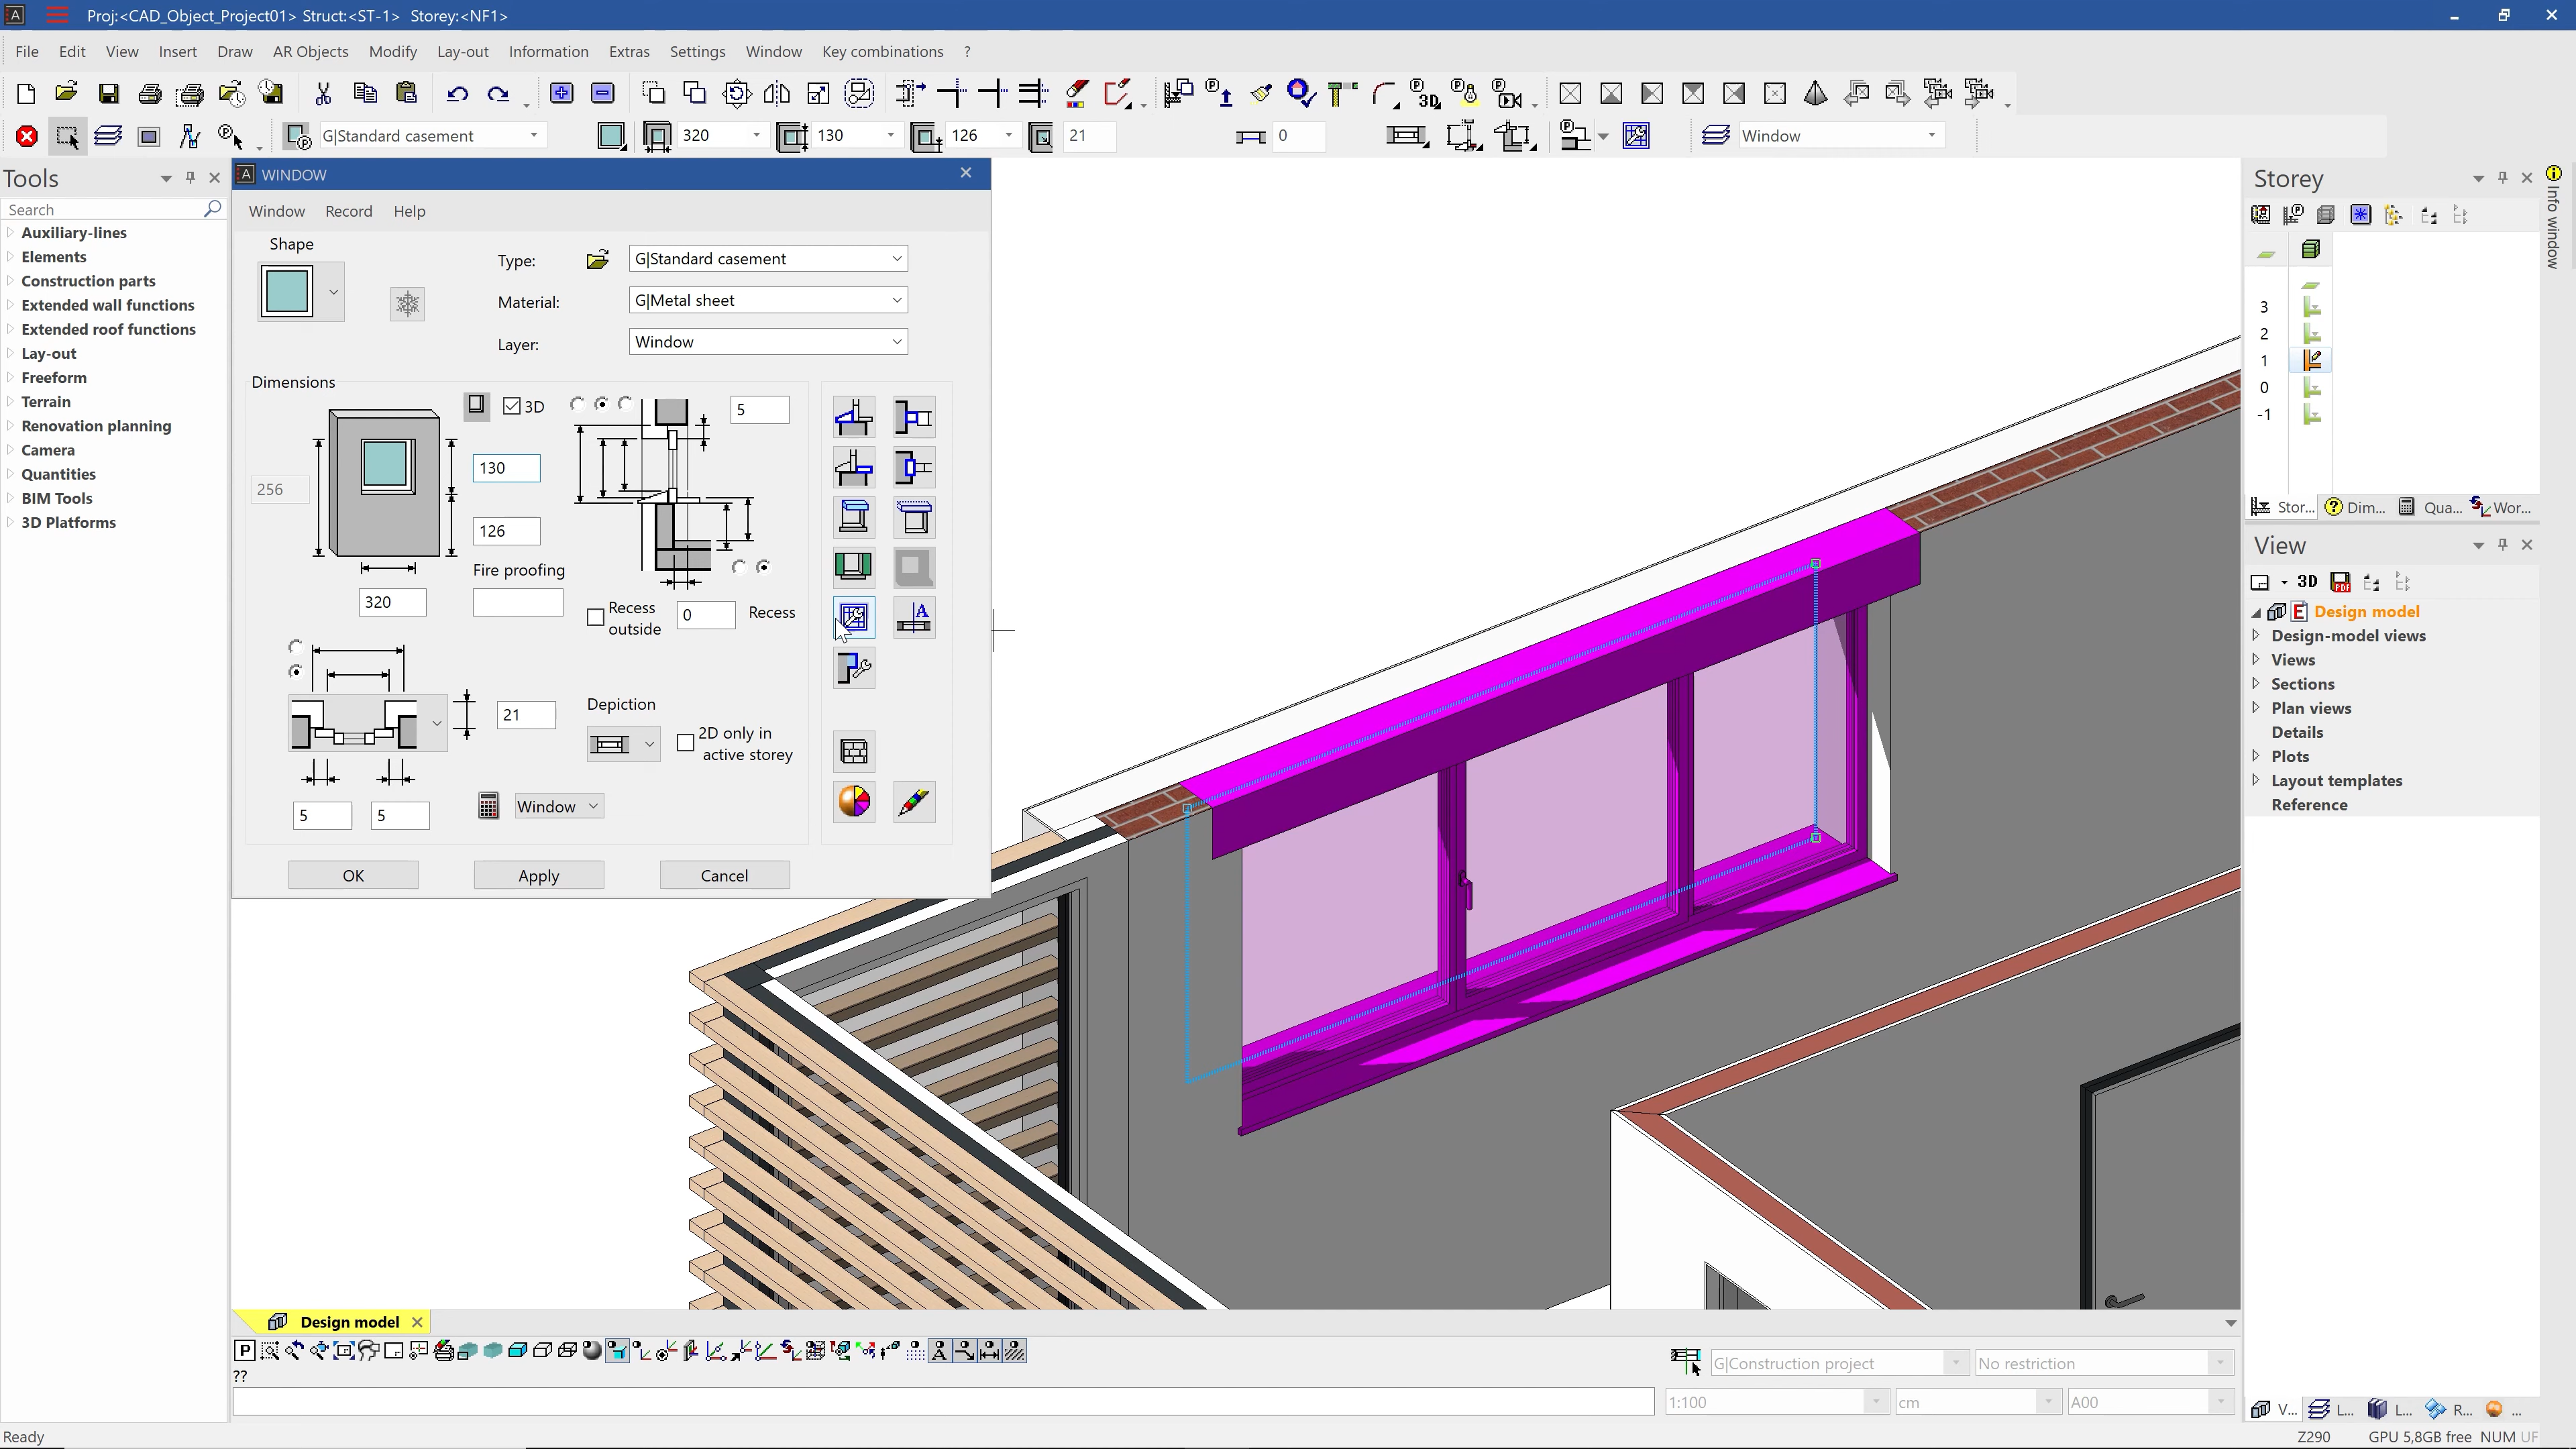 Proj:<CAD_Object_Project01> Struct:<ST-1> Storey:<NF1>
File Edit View Insert Draw AR Objects Modify Lay-out Information Extras Settings Window Key combinations ?
G|Standard casement 320 130 126 21 0 Window
Tools
Search
Auxiliary-lines
Elements
Construction parts
Extended wall functions
Extended roof functions
Lay-out
Freeform
Terrain
Renovation planning
Camera
Quantities
BIM Tools
3D Platforms
WINDOW
Window Record Help
Shape
Type: G|Standard casement
Material: G|Metal sheet
Layer: Window
Dimensions
3D
5
130
256
126
Fire proofing
320
Recess outside
0
Recess
21
Depiction
2D only in active storey
5 5
Window
OK Apply Cancel
Storey
3
2
1
0
-1
Stor... Dim... Qua... Wor...
View
3D
Design model
Design-model views
Views
Sections
Plan views
Details
Plots
Layout templates
Reference
Info window
Design model
??
G|Construction project No restriction
1:100 cm A00
V... L... L... R... ...
Ready
Z290 GPU 5,8GB free NUM UF